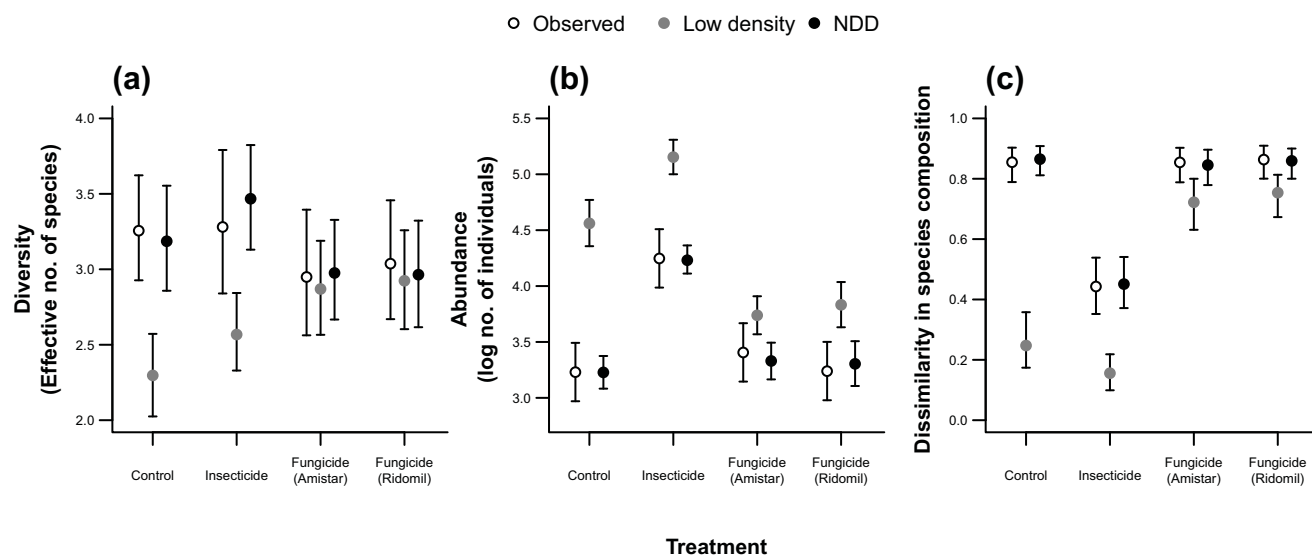 Observed Low density NDD
(a)
Diversity
(Effective no. of species)
4.0
3.5
3.0
2.5
2.0
Control Insecticide Fungicide (Amistar) Fungicide (Ridomil)
(b)
Abundance
(log no. of individuals)
5.5
5.0
4.5
4.0
3.5
3.0
Control Insecticide Fungicide (Amistar) Fungicide (Ridomil)
(c)
Dissimilarity in species composition
1.0
0.8
0.6
0.4
0.2
0.0
Control Insecticide Fungicide (Amistar) Fungicide (Ridomil)
Treatment